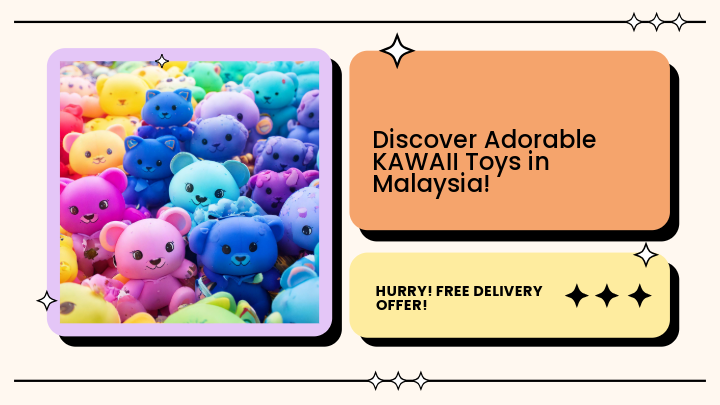 Discover Adorable
KAWAII Toys in
Malaysia!
HURRY! FREE DELIVERY
OFFER!